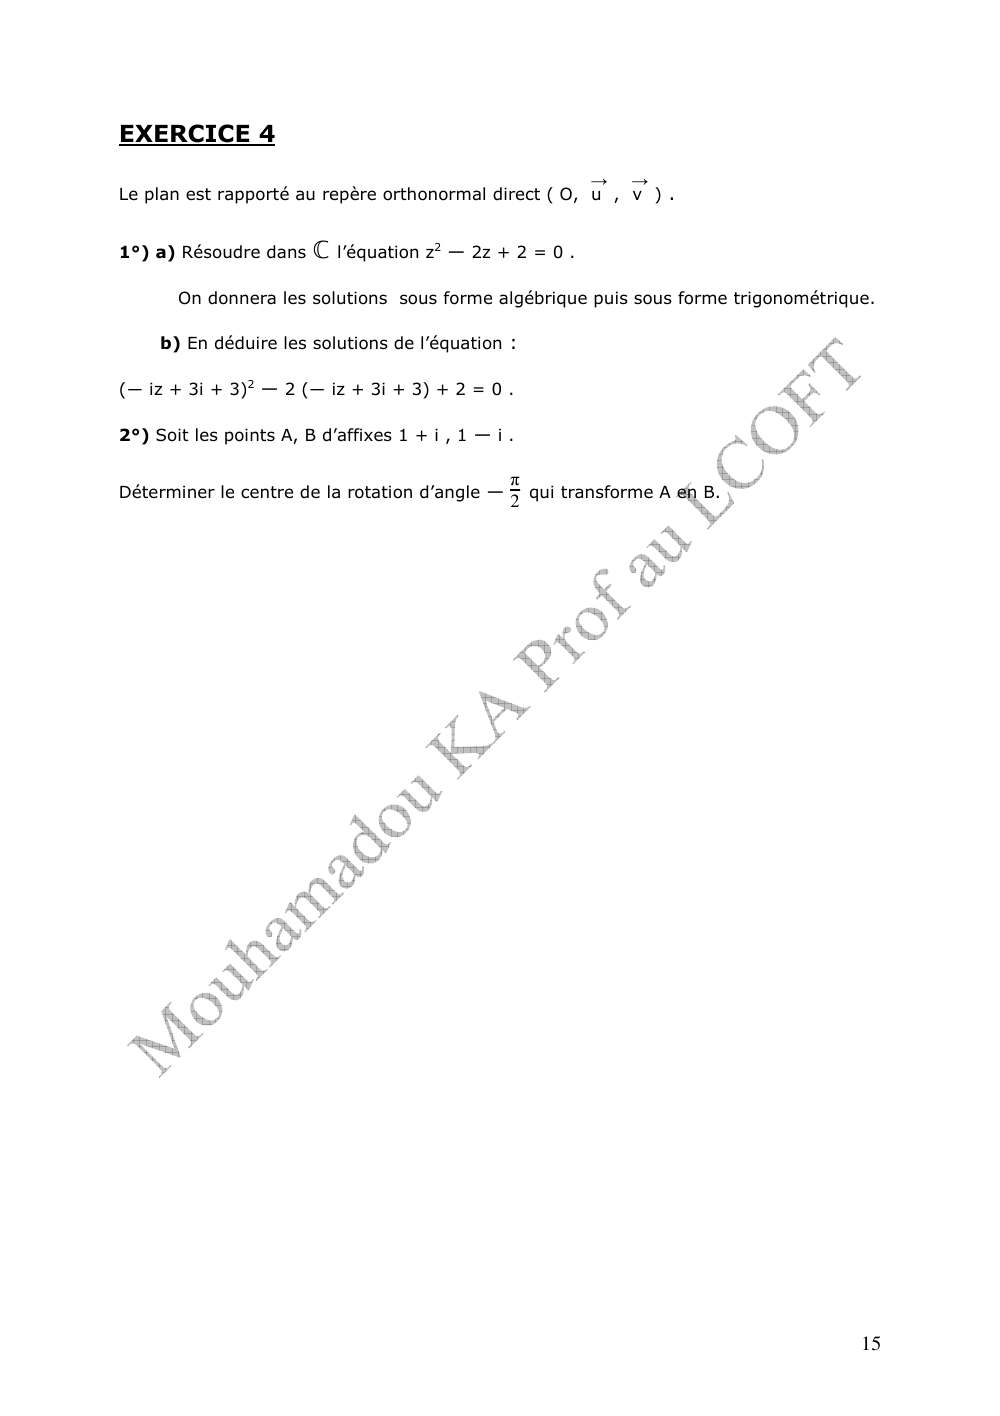 EXERCICE 4
Le plan est rapporté au repère orthonormal direct ( O, u⃗ , v⃗ ) .
1°) a) Résoudre dans ℂ l’équation z² — 2z + 2 = 0 .
On donnera les solutions sous forme algébrique puis sous forme trigonométrique.
b) En déduire les solutions de l’équation :
(— iz + 3i + 3)² — 2 (— iz + 3i + 3) + 2 = 0 .
2°) Soit les points A, B d’affixes 1 + i , 1 — i .
Déterminer le centre de la rotation d’angle — π/2 qui transforme A en B.
Mouhamadou KA Prof au LCOFT
15